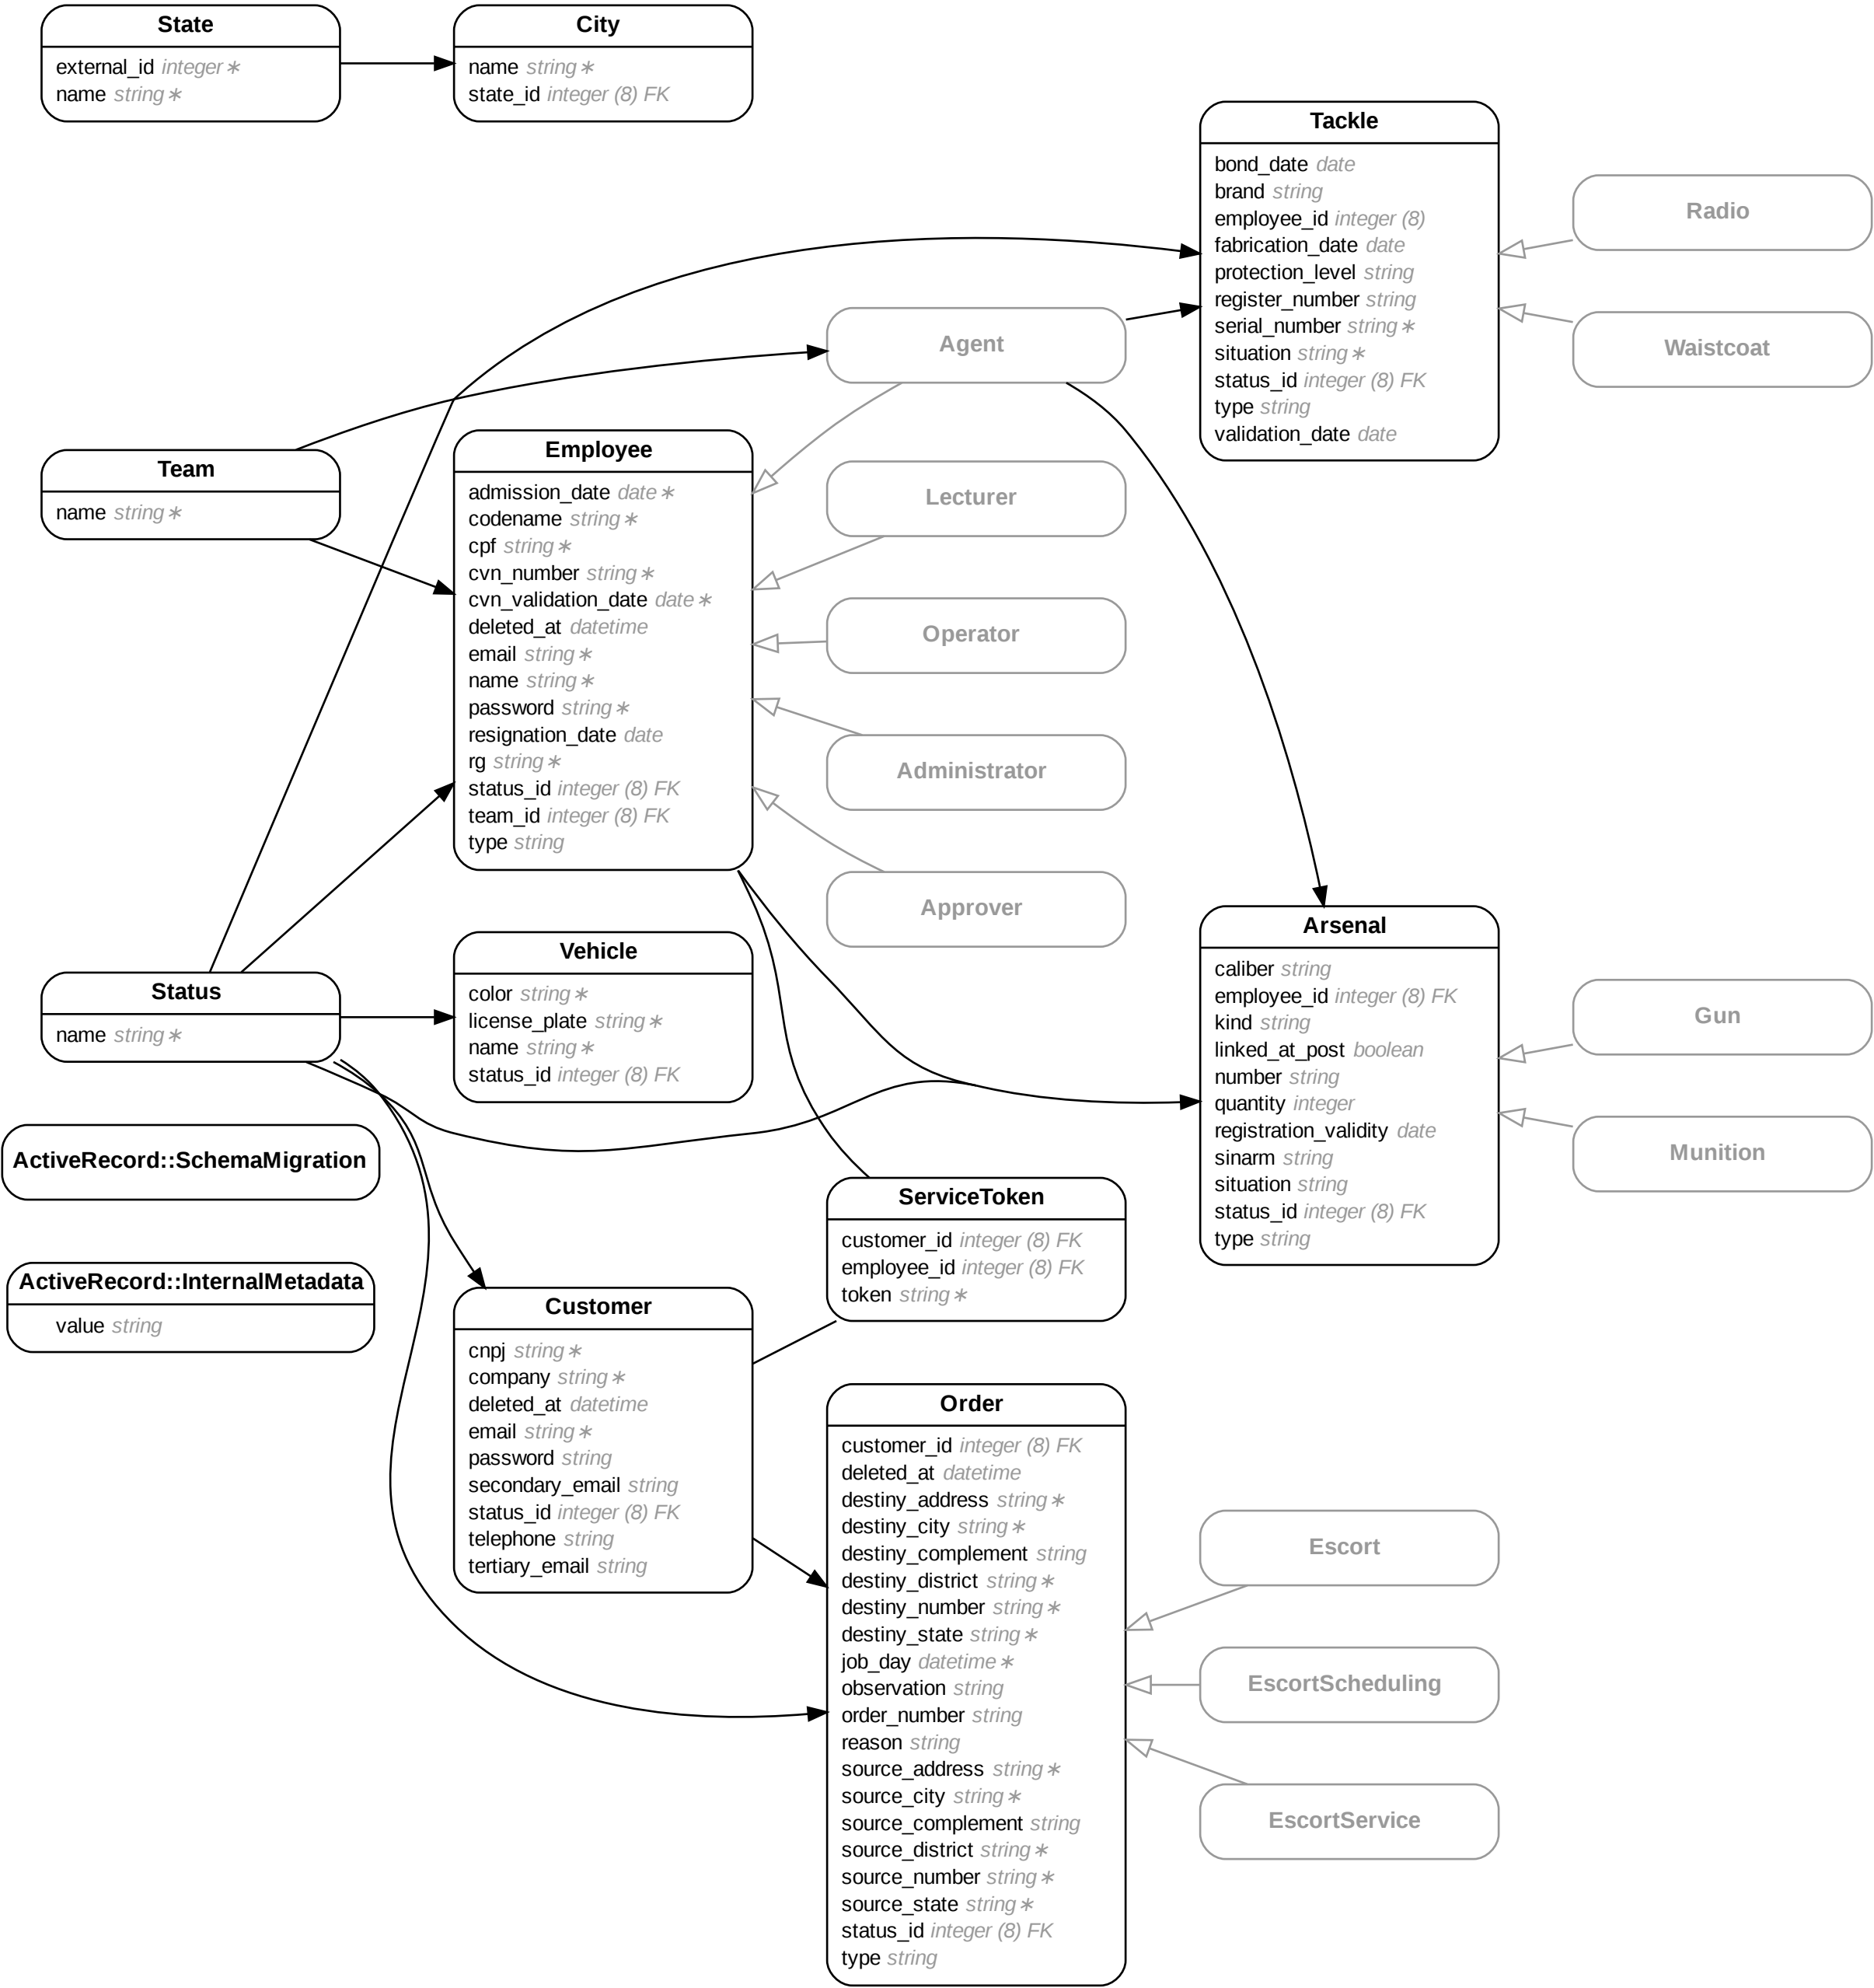 State
external_id integer ∗
name string ∗
City
name string ∗
state_id integer (8) FK
Tackle
bond_date date
brand string
employee_id integer (8)
fabrication_date date
protection_level string
register_number string
serial_number string ∗
situation string ∗
status_id integer (8) FK
type string
validation_date date
Radio
Waistcoat
Agent
Team
name string ∗
Employee
admission_date date ∗
codename string ∗
cpf string ∗
cvn_number string ∗
cvn_validation_date date ∗
deleted_at datetime
email string ∗
name string ∗
password string ∗
resignation_date date
rg string ∗
status_id integer (8) FK
team_id integer (8) FK
type string
Lecturer
Operator
Administrator
Approver
Status
name string ∗
Vehicle
color string ∗
license_plate string ∗
name string ∗
status_id integer (8) FK
Arsenal
caliber string
employee_id integer (8) FK
kind string
linked_at_post boolean
number string
quantity integer
registration_validity date
sinarm string
situation string
status_id integer (8) FK
type string
Gun
Munition
ActiveRecord::SchemaMigration
ActiveRecord::InternalMetadata
value string
ServiceToken
customer_id integer (8) FK
employee_id integer (8) FK
token string ∗
Customer
cnpj string ∗
company string ∗
deleted_at datetime
email string ∗
password string
secondary_email string
status_id integer (8) FK
telephone string
tertiary_email string
Order
customer_id integer (8) FK
deleted_at datetime
destiny_address string ∗
destiny_city string ∗
destiny_complement string
destiny_district string ∗
destiny_number string ∗
destiny_state string ∗
job_day datetime ∗
observation string
order_number string
reason string
source_address string ∗
source_city string ∗
source_complement string
source_district string ∗
source_number string ∗
source_state string ∗
status_id integer (8) FK
type string
Escort
EscortScheduling
EscortService